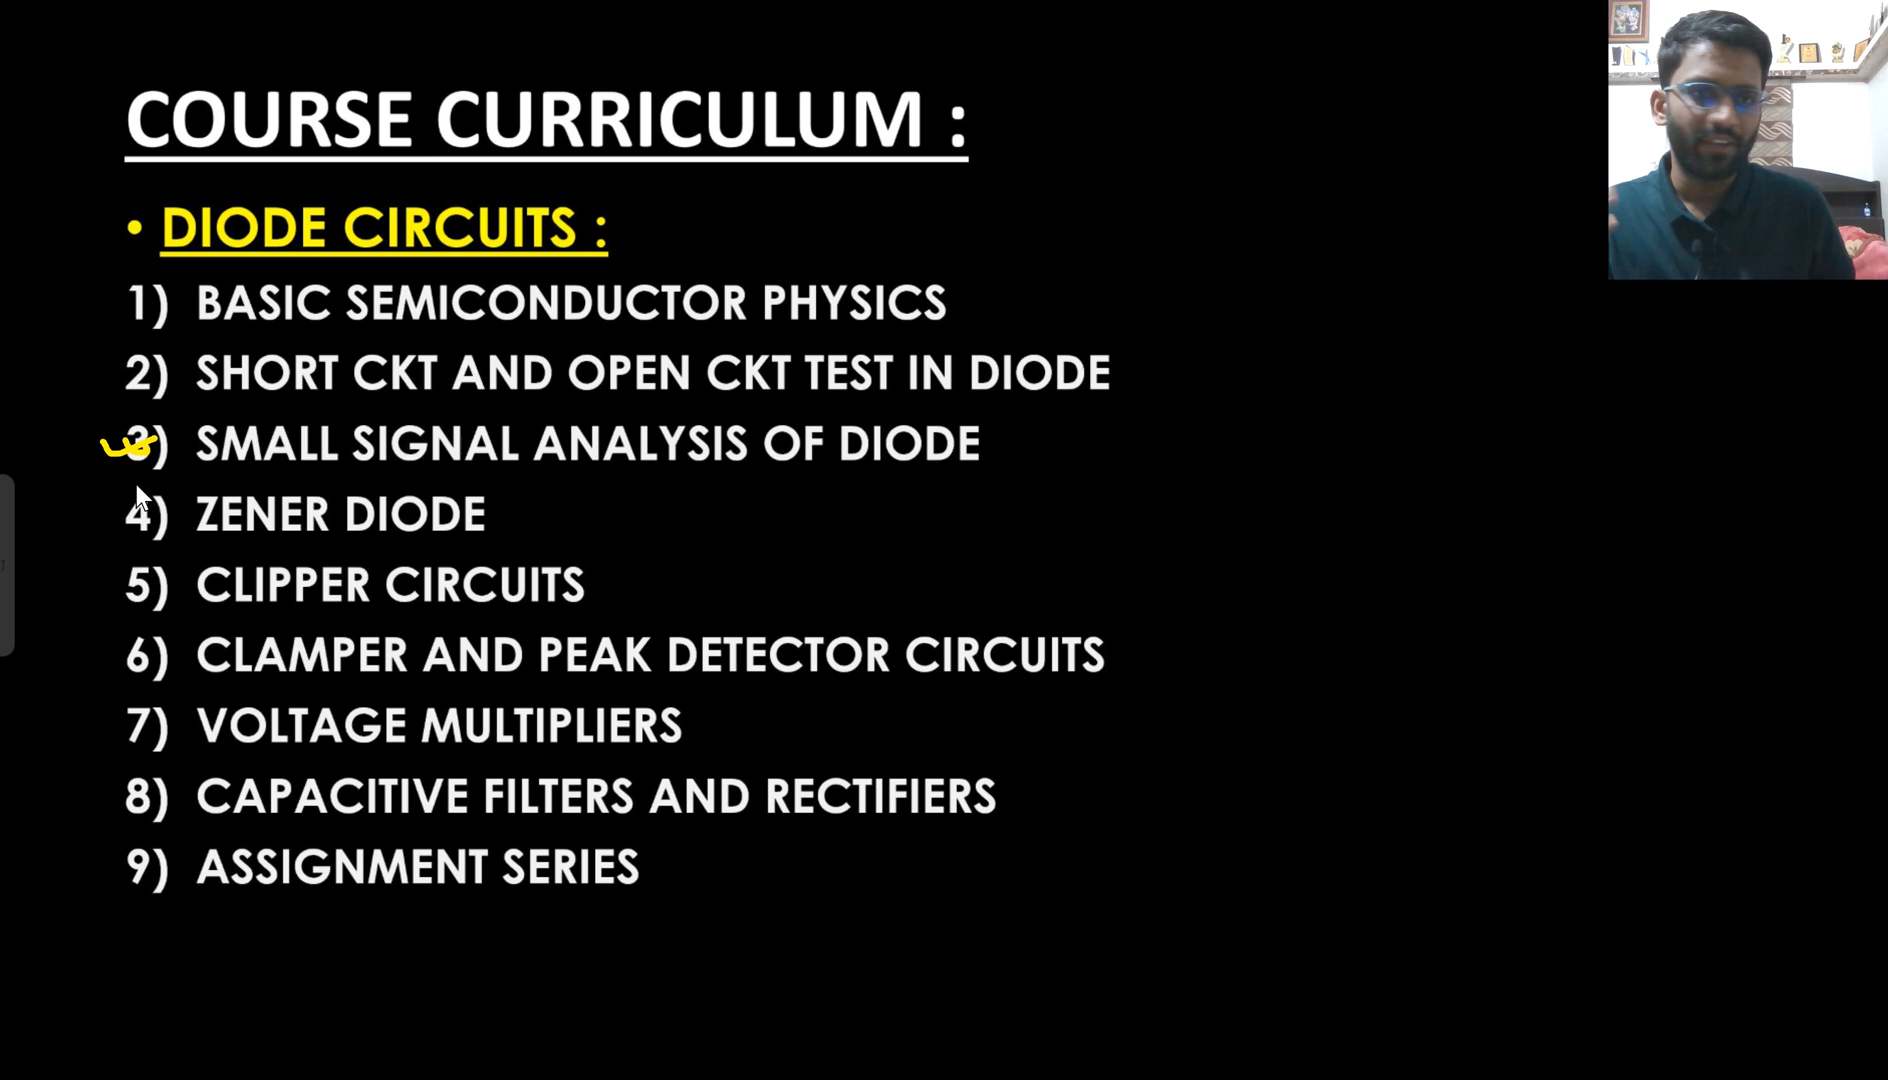 COURSE CURRICULUM :
• DIODE CIRCUITS :
1) BASIC SEMICONDUCTOR PHYSICS
2) SHORT CKT AND OPEN CKT TEST IN DIODE
3) SMALL SIGNAL ANALYSIS OF DIODE
4) ZENER DIODE
5) CLIPPER CIRCUITS
6) CLAMPER AND PEAK DETECTOR CIRCUITS
7) VOLTAGE MULTIPLIERS
8) CAPACITIVE FILTERS AND RECTIFIERS
9) ASSIGNMENT SERIES